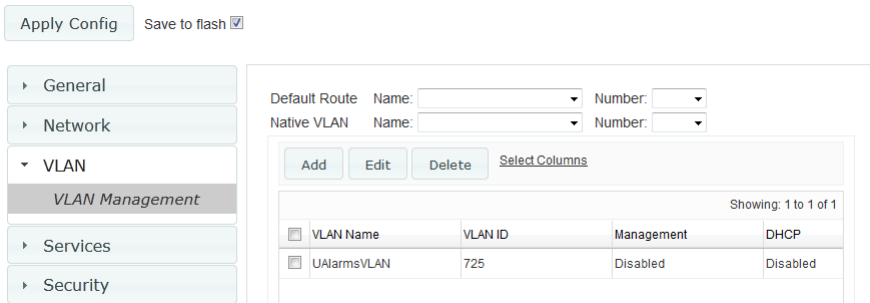 Apply Config Save to flash
General
Network
VLAN
VLAN Management
Services
Security
Default Route Name: Number:
Native VLAN Name: Number:
Add Edit Delete Select Columns
Showing: 1 to 1 of 1
VLAN Name VLAN ID Management DHCP
UAlarmsVLAN 725 Disabled Disabled